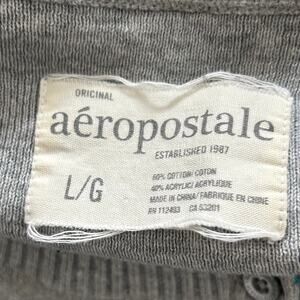 ORIGINAL
aéropostale
ESTABLISHED 1987
L/G
60% COTTON/ COTON
40% ACRYLIC/ ACRYLIQUE
MADE IN CHINA/FABRIQUE EN CHINE
RN 112493 CA 53201